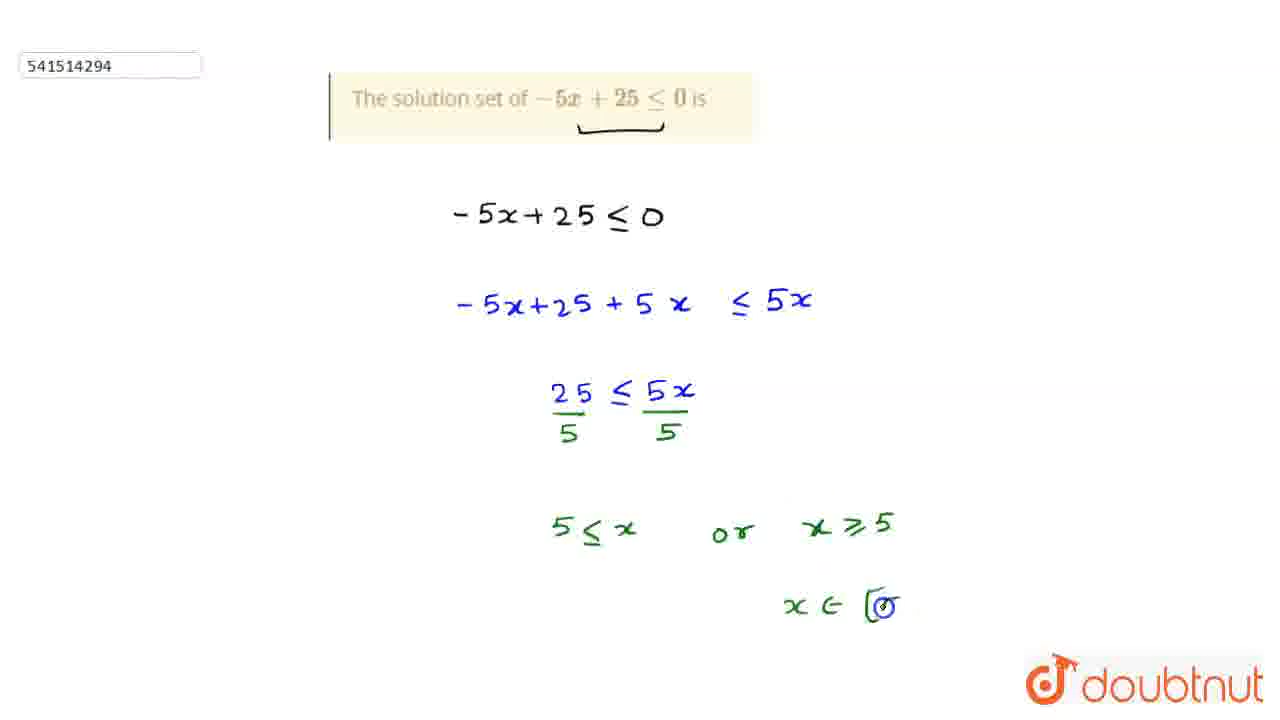 541514294
The solution set of −5x + 25 ≤ 0 is
- 5x + 25 ≤ 0
- 5x + 25 + 5 x ≤ 5x
25 ≤ 5x
5 5
5 ≤ x or x ≥ 5
x ∈ [
doubtnut